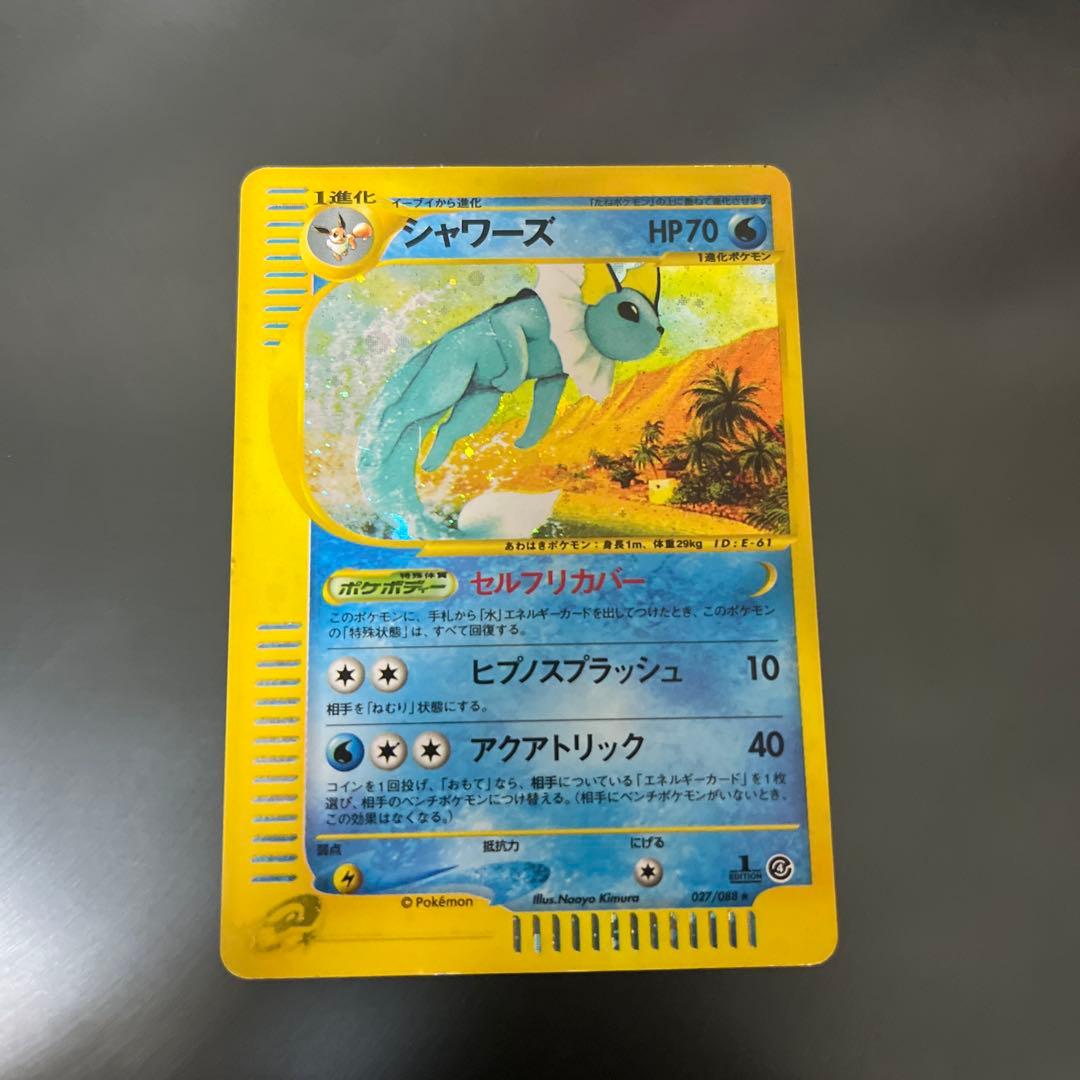 1進化 イーブイから進化 「たねポケモン」の上に重ねて進化させます
シャワーズ HP70
1進化ポケモン
あわはきポケモン：身長1m、体重29kg ID:E-61
特殊体質
ポケボディー セルフリカバー
このポケモンに、手札から「水」エネルギーカードを出してつけたとき、このポケモン
の「特殊状態」は、すべて回復する。
ヒプノスプラッシュ 10
相手を「ねむり」状態にする。
アクアトリック 40
コインを1回投げ、「おもて」なら、相手についている「エネルギーカード」を1枚
選び、相手のベンチポケモンにつけ替える。（相手にベンチポケモンがいないとき、
この効果はなくなる。）
弱点 抵抗力 にげる
1
EDITION 4
© Pokémon Illus.Naoyo Kimura 027/088 ★